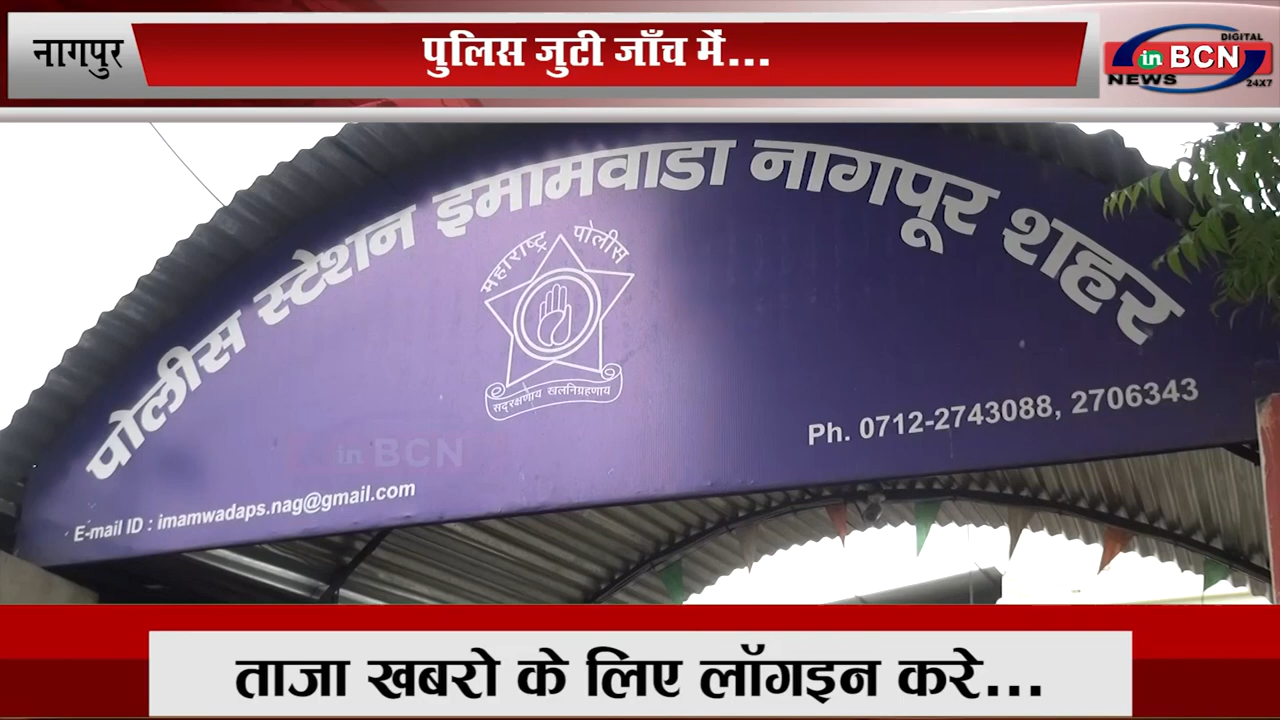 नागपुर
पुलिस जुटी जाँच में...
DIGITAL
in BCN
NEWS 24X7
पोलीस स्टेशन इमामवाडा नागपूर शहर
महाराष्ट्र पोलीस
सद्रक्षणाय खलनिग्रहणाय
Ph. 0712-2743088, 2706343
in BCN
E-mail ID : imamwadaps.nag@gmail.com
ताजा खबरो के लिए लॉगइन करे...